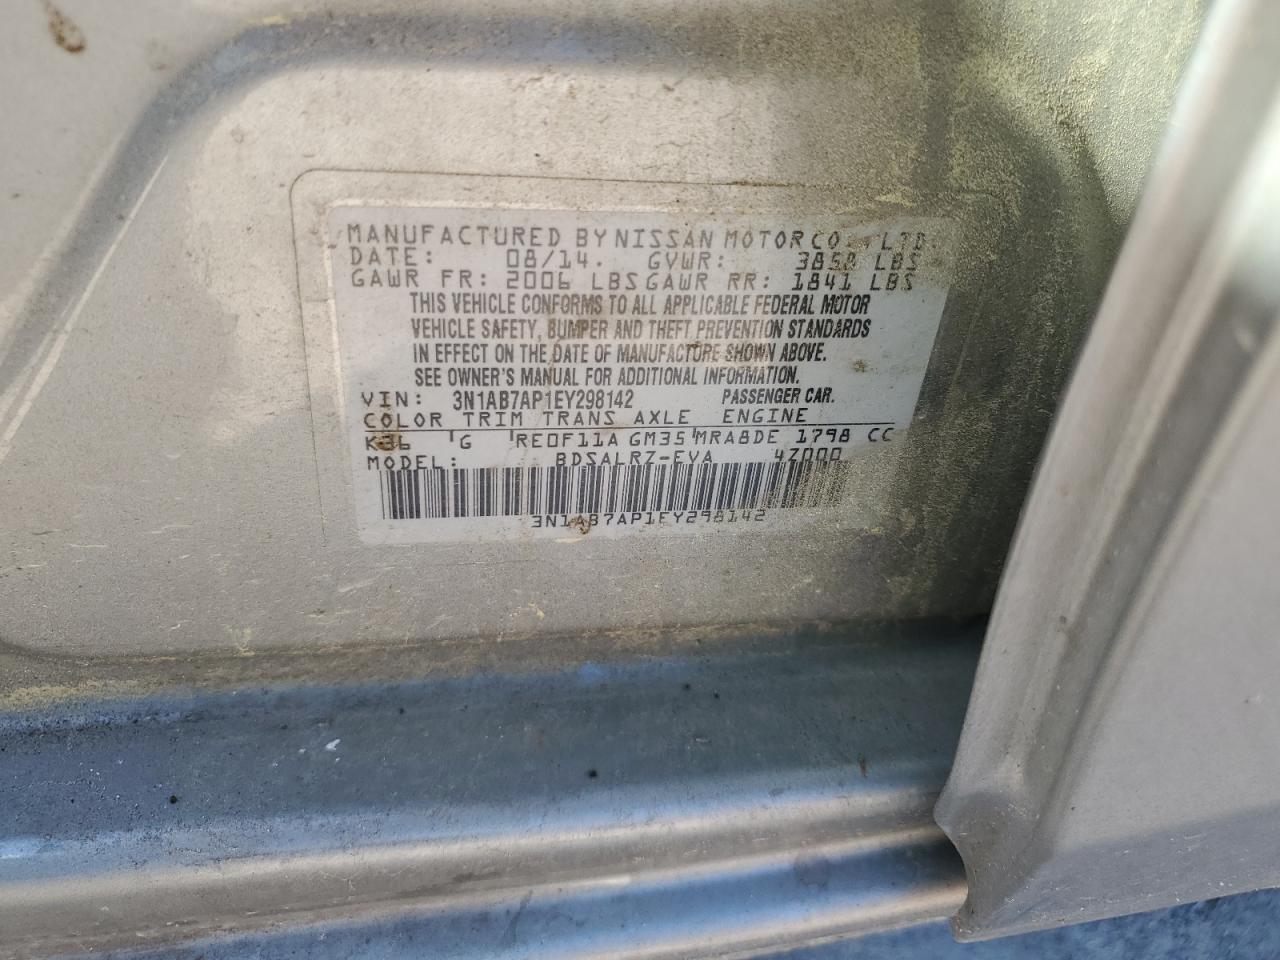 MANUFACTURED BY NISSAN MOTOR CO., LTD.
DATE: 08/14. GVWR: 3858 LBS
GAWR FR: 2006 LBS GAWR RR: 1841 LBS
THIS VEHICLE CONFORMS TO ALL APPLICABLE FEDERAL MOTOR
VEHICLE SAFETY, BUMPER AND THEFT PREVENTION STANDARDS
IN EFFECT ON THE DATE OF MANUFACTURE SHOWN ABOVE.
SEE OWNER'S MANUAL FOR ADDITIONAL INFORMATION.
VIN: 3N1AB7AP1EY298142 PASSENGER CAR.
COLOR TRIM TRANS AXLE ENGINE
K36 'G 'RE0F11A GM35'MRA8DE 1798 CC
MODEL: BDSALRZ-EVA 4Z000
3N1AB7AP1EY298142